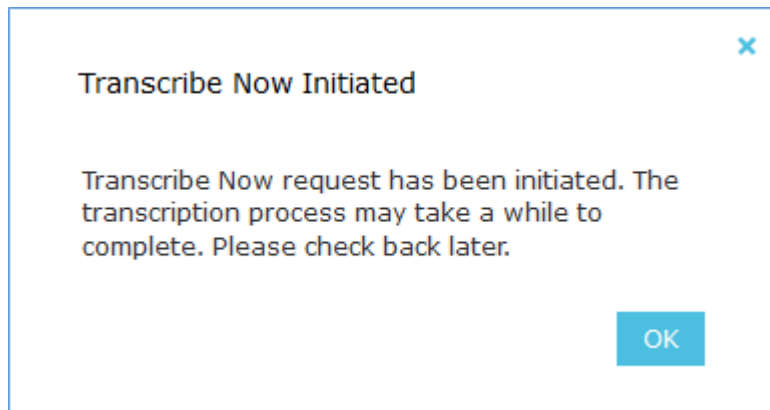 Transcribe Now Initiated
Transcribe Now request has been initiated. The
transcription process may take a while to
complete. Please check back later.
OK